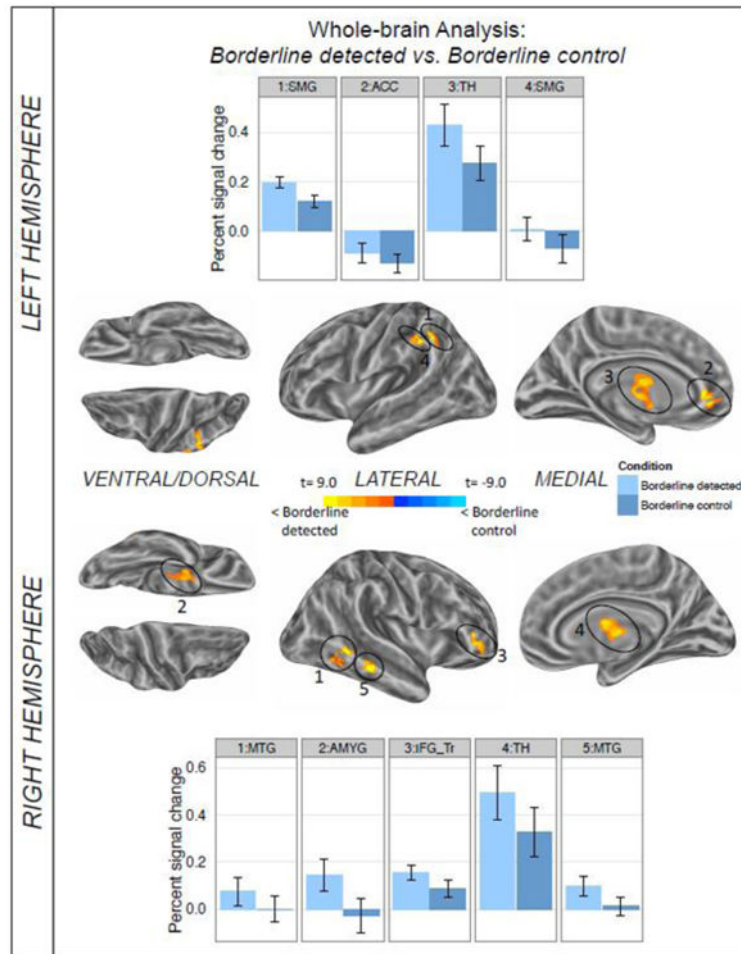 Whole-brain Analysis:
Borderline detected vs. Borderline control
LEFT HEMISPHERE
1:SMG 2:ACC 3:TH 4:SMG
Percent signal change
0.4
0.2
0.0
1
4
3
2
VENTRAL/DORSAL
t= 9.0 LATERAL t= -9.0
MEDIAL
< Borderline
detected
< Borderline
control
Condition
Borderline detected
Borderline control
RIGHT HEMISPHERE
2
1
5
3
4
1:MTG 2:AMYG 3:IFG_Tr 4:TH 5:MTG
Percent signal change
0.6
0.4
0.2
0.0